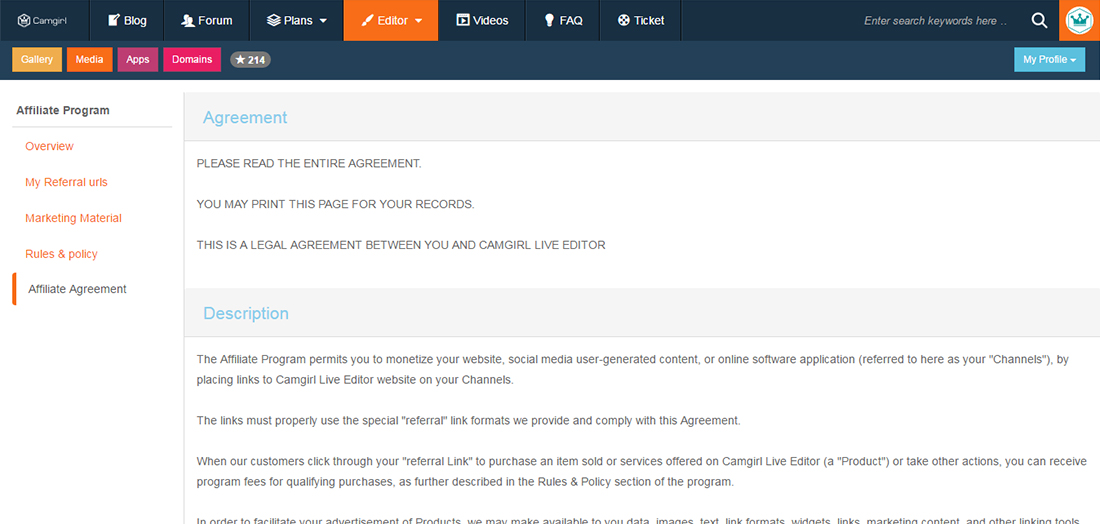 Camgirl Blog Forum Plans Editor Videos FAQ Ticket Enter search keywords here ..
Gallery Media Apps Domains ★ 214 My Profile
Affiliate Program
Overview
My Referral urls
Marketing Material
Rules & policy
Affiliate Agreement
Agreement
PLEASE READ THE ENTIRE AGREEMENT.
YOU MAY PRINT THIS PAGE FOR YOUR RECORDS.
THIS IS A LEGAL AGREEMENT BETWEEN YOU AND CAMGIRL LIVE EDITOR
Description
The Affiliate Program permits you to monetize your website, social media user-generated content, or online software application (referred to here as your "Channels"), by
placing links to Camgirl Live Editor website on your Channels.
The links must properly use the special "referral" link formats we provide and comply with this Agreement.
When our customers click through your "referral Link" to purchase an item sold or services offered on Camgirl Live Editor (a "Product") or take other actions, you can receive
program fees for qualifying purchases, as further described in the Rules & Policy section of the program.
In order to facilitate your advertisement of Products, we may make available to you data, images, text, link formats, widgets, links, marketing content, and other linking tools,